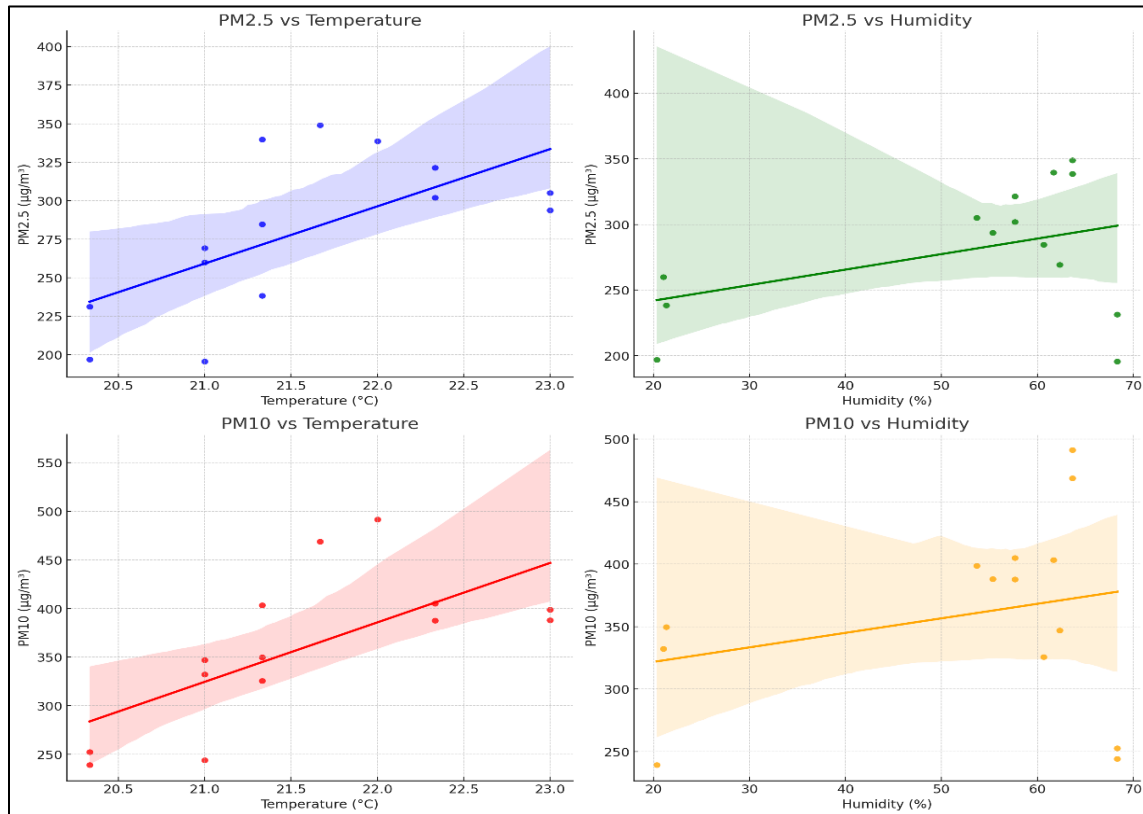 PM2.5 vs Temperature
400
375
350
325
300
275
250
225
200
PM2.5 (µg/m³)
20.5 21.0 21.5 22.0 22.5 23.0
Temperature (°C)
PM2.5 vs Humidity
400
350
300
250
200
PM2.5 (µg/m³)
20 30 40 50 60 70
Humidity (%)
PM10 vs Temperature
550
500
450
400
350
300
250
PM10 (µg/m³)
20.5 21.0 21.5 22.0 22.5 23.0
Temperature (°C)
PM10 vs Humidity
500
450
400
350
300
250
PM10 (µg/m³)
20 30 40 50 60 70
Humidity (%)